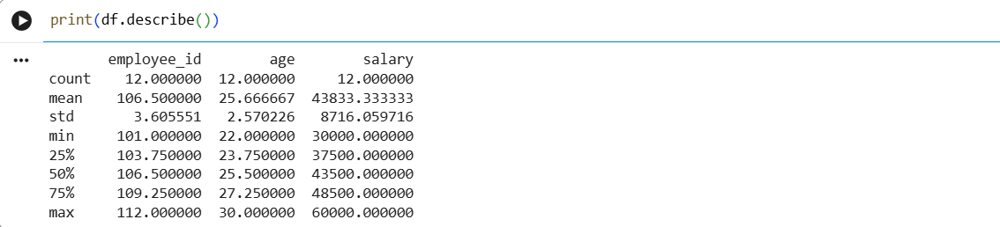 print(df.describe())
employee_id age salary
count 12.000000 12.000000 12.000000
mean 106.500000 25.666667 43833.333333
std 3.605551 2.570226 8716.059716
min 101.000000 22.000000 30000.000000
25% 103.750000 23.750000 37500.000000
50% 106.500000 25.500000 43500.000000
75% 109.250000 27.250000 48500.000000
max 112.000000 30.000000 60000.000000